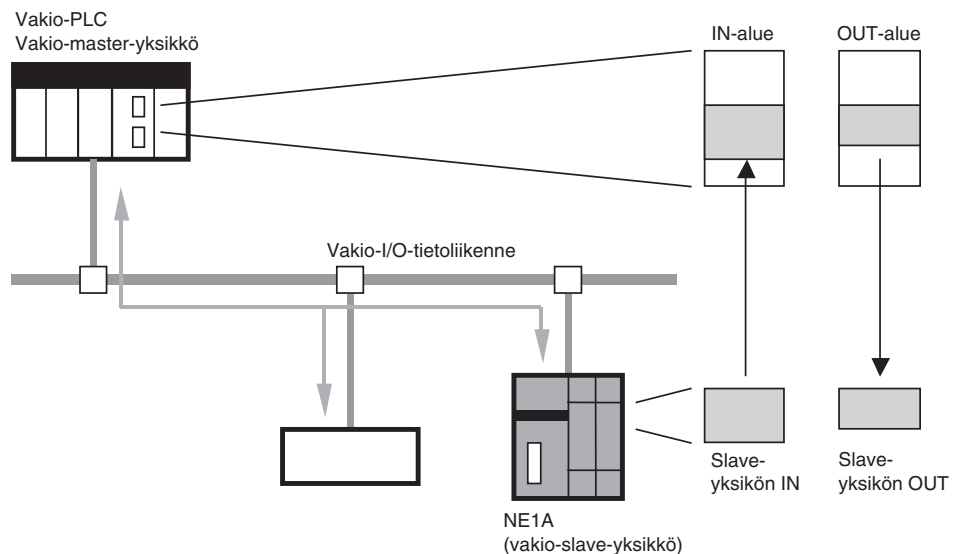 Vakio-PLC
Vakio-master-yksikkö
IN-alue
OUT-alue
Vakio-I/O-tietoliikenne
Slave-
yksikön IN
Slave-
yksikön OUT
NE1A
(vakio-slave-yksikkö)